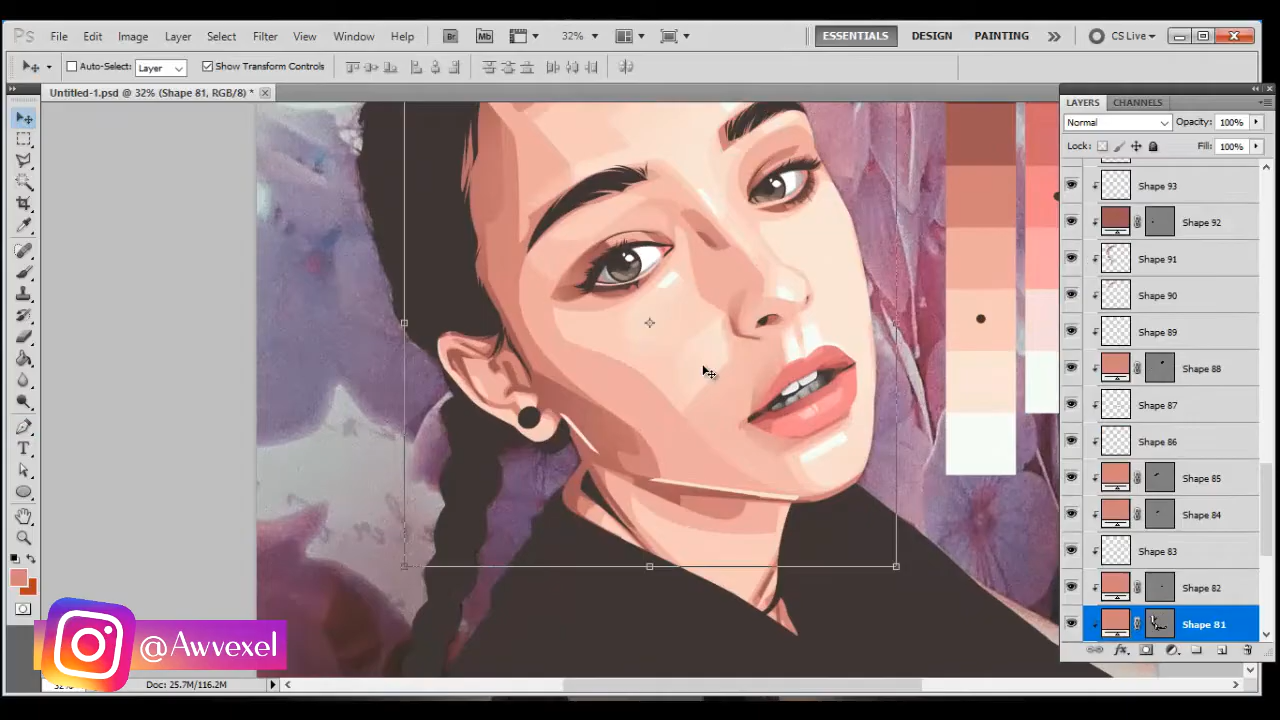 Ps File Edit Image Layer Select Filter View Window Help Br Mb 32% ESSENTIALS DESIGN PAINTING CS Live
Auto-Select: Layer Show Transform Controls
Untitled-1.psd @ 32% (Shape 81, RGB/8) *
LAYERS CHANNELS
Normal Opacity: 100%
Lock: Fill: 100%
Shape 93
Shape 92
Shape 91
Shape 90
Shape 89
Shape 88
Shape 87
Shape 86
Shape 85
Shape 84
Shape 83
Shape 82
Shape 81
@Awvexel
Doc: 25.7M/116.2M